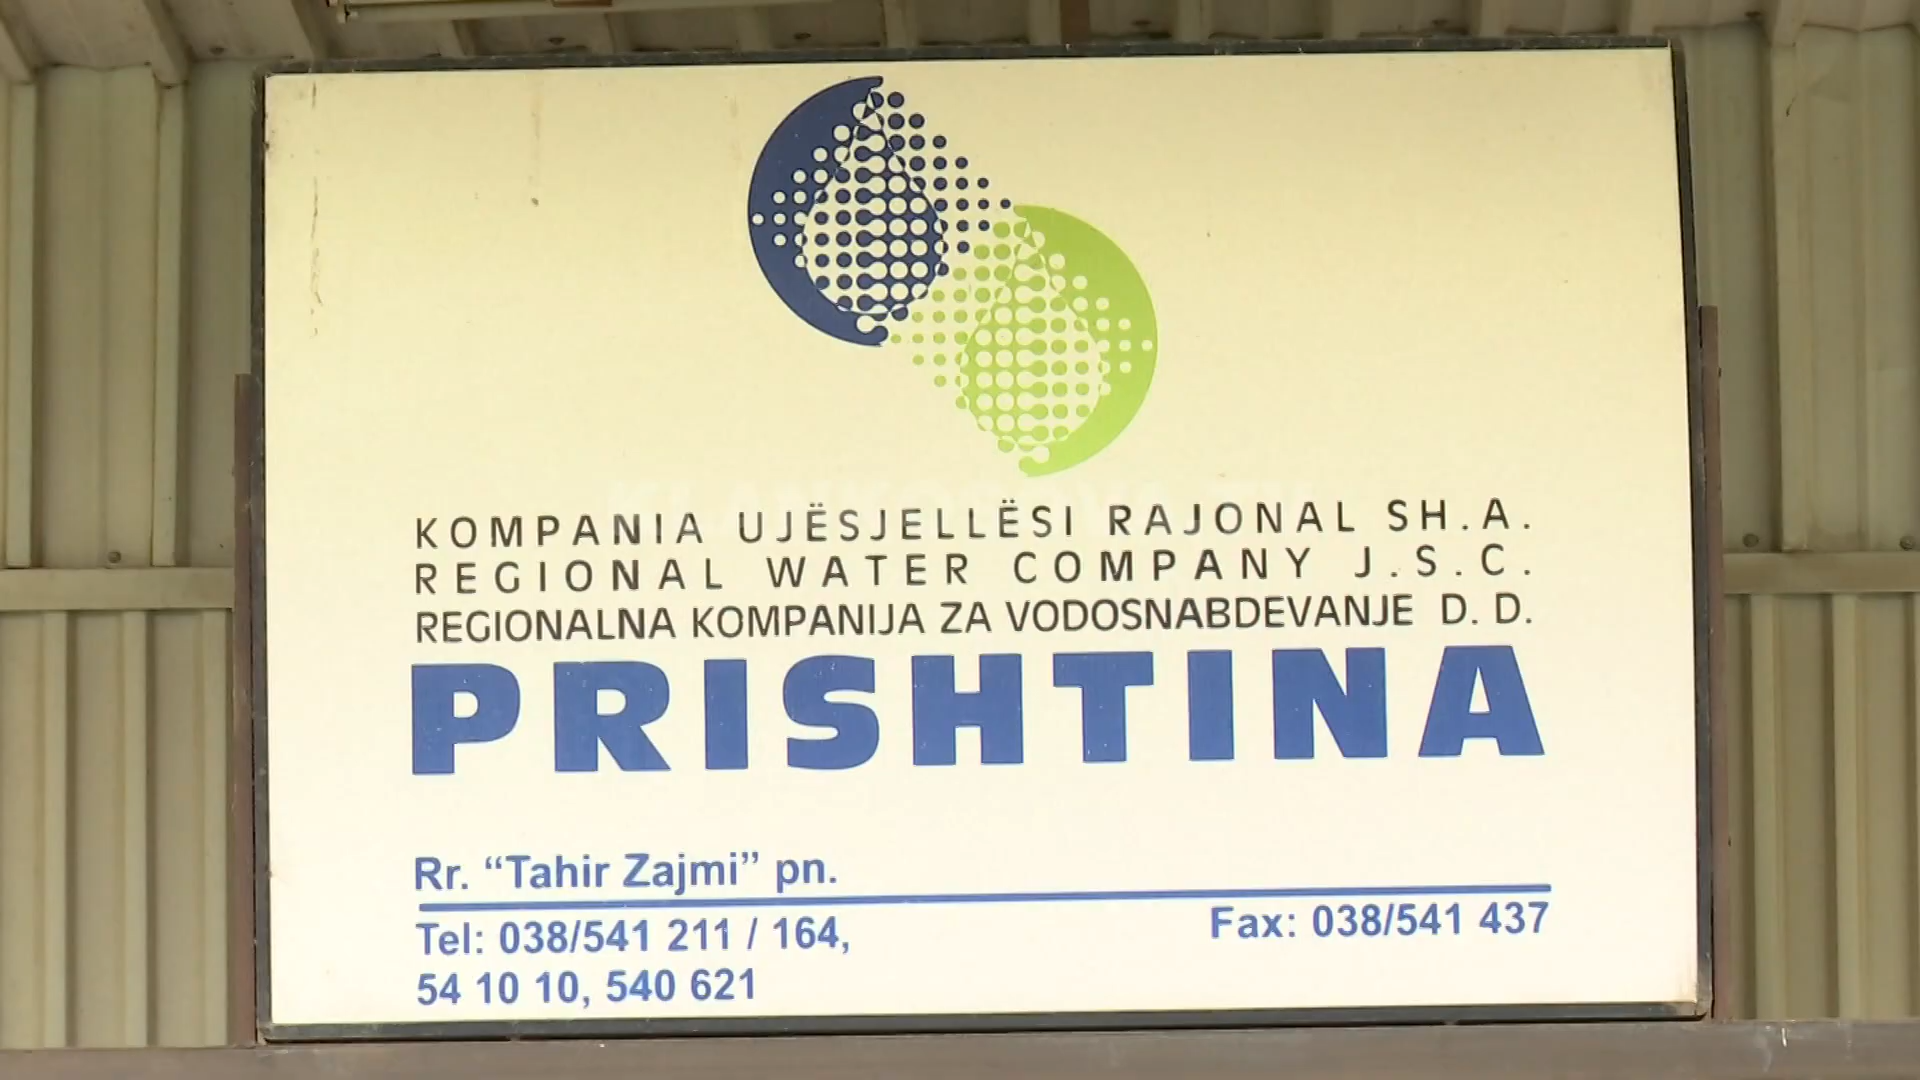 KOMPANIA UJËSJELLËSI RAJONAL SH.A.
REGIONAL WATER COMPANY J.S.C.
REGIONALNA KOMPANIJA ZA VODOSNABDEVANJE D. D.
PRISHTINA
Rr. “Tahir Zajmi” pn.
Tel: 038/541 211 / 164,
54 10 10, 540 621
Fax: 038/541 437